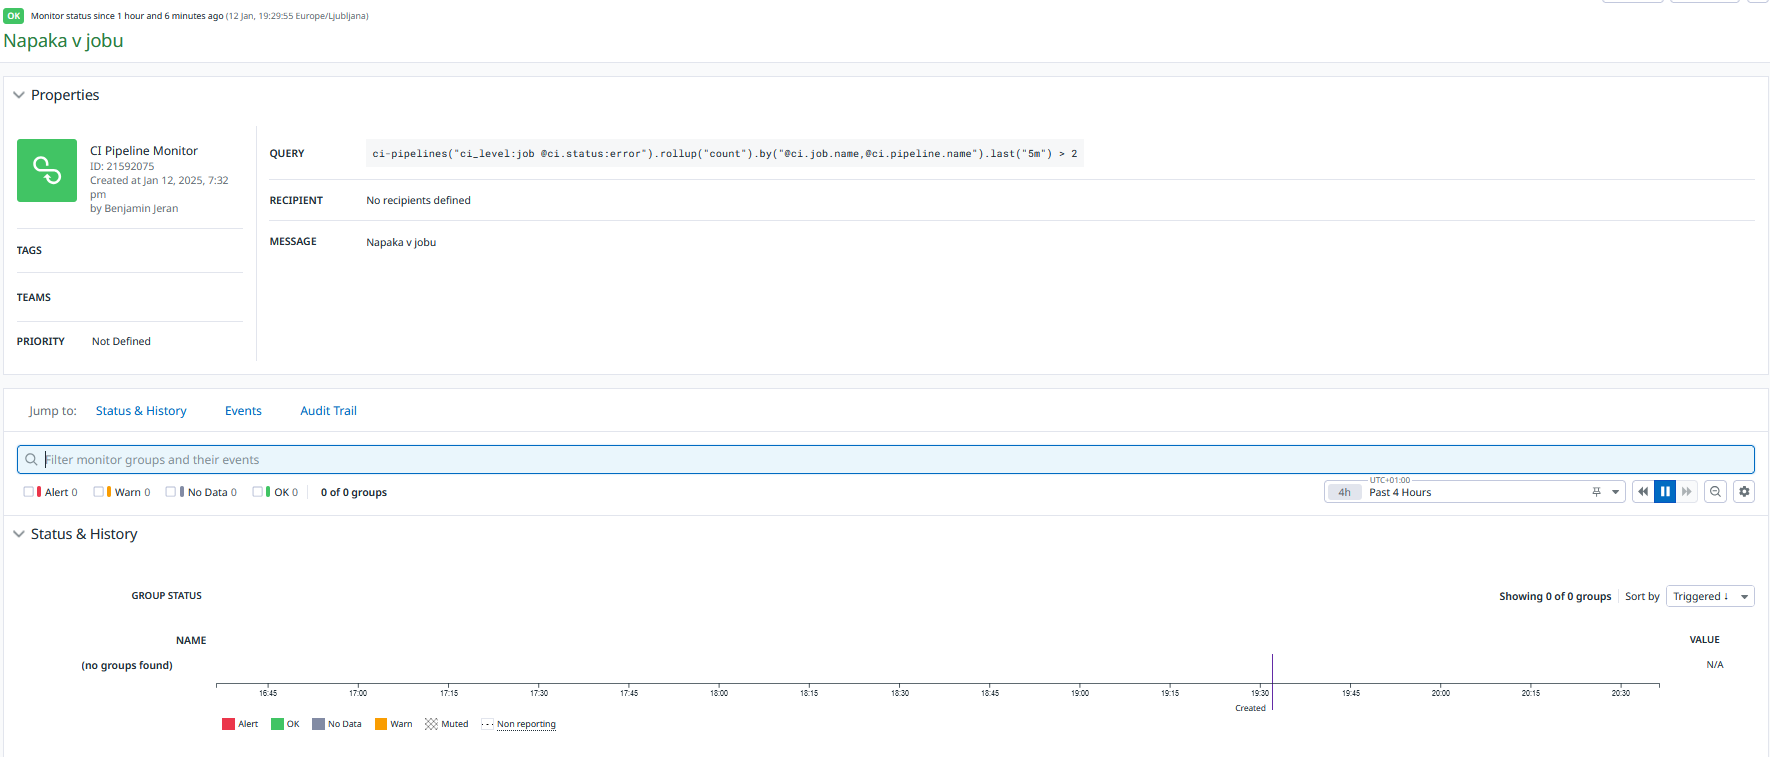 OK Monitor status since 1 hour and 6 minutes ago (12 Jan, 19:29:55 Europe/Ljubljana)
Napaka v jobu
Properties
CI Pipeline Monitor
ID: 21592075
Created at Jan 12, 2025, 7:32
pm
by Benjamin Jeran
TAGS
TEAMS
PRIORITY Not Defined
QUERY ci-pipelines("ci_level:job @ci.status:error").rollup("count").by("@ci.job.name,@ci.pipeline.name").last("5m") > 2
RECIPIENT No recipients defined
MESSAGE Napaka v jobu
Jump to: Status & History Events Audit Trail
Filter monitor groups and their events
Alert 0 Warn 0 No Data 0 OK 0 0 of 0 groups
UTC+01:00
4h Past 4 Hours
Status & History
GROUP STATUS
Showing 0 of 0 groups Sort by Triggered ↓
NAME VALUE
(no groups found) N/A
16:45 17:00 17:15 17:30 17:45 18:00 18:15 18:30 18:45 19:00 19:15 19:30 19:45 20:00 20:15 20:30
Created
Alert OK No Data Warn Muted Non reporting